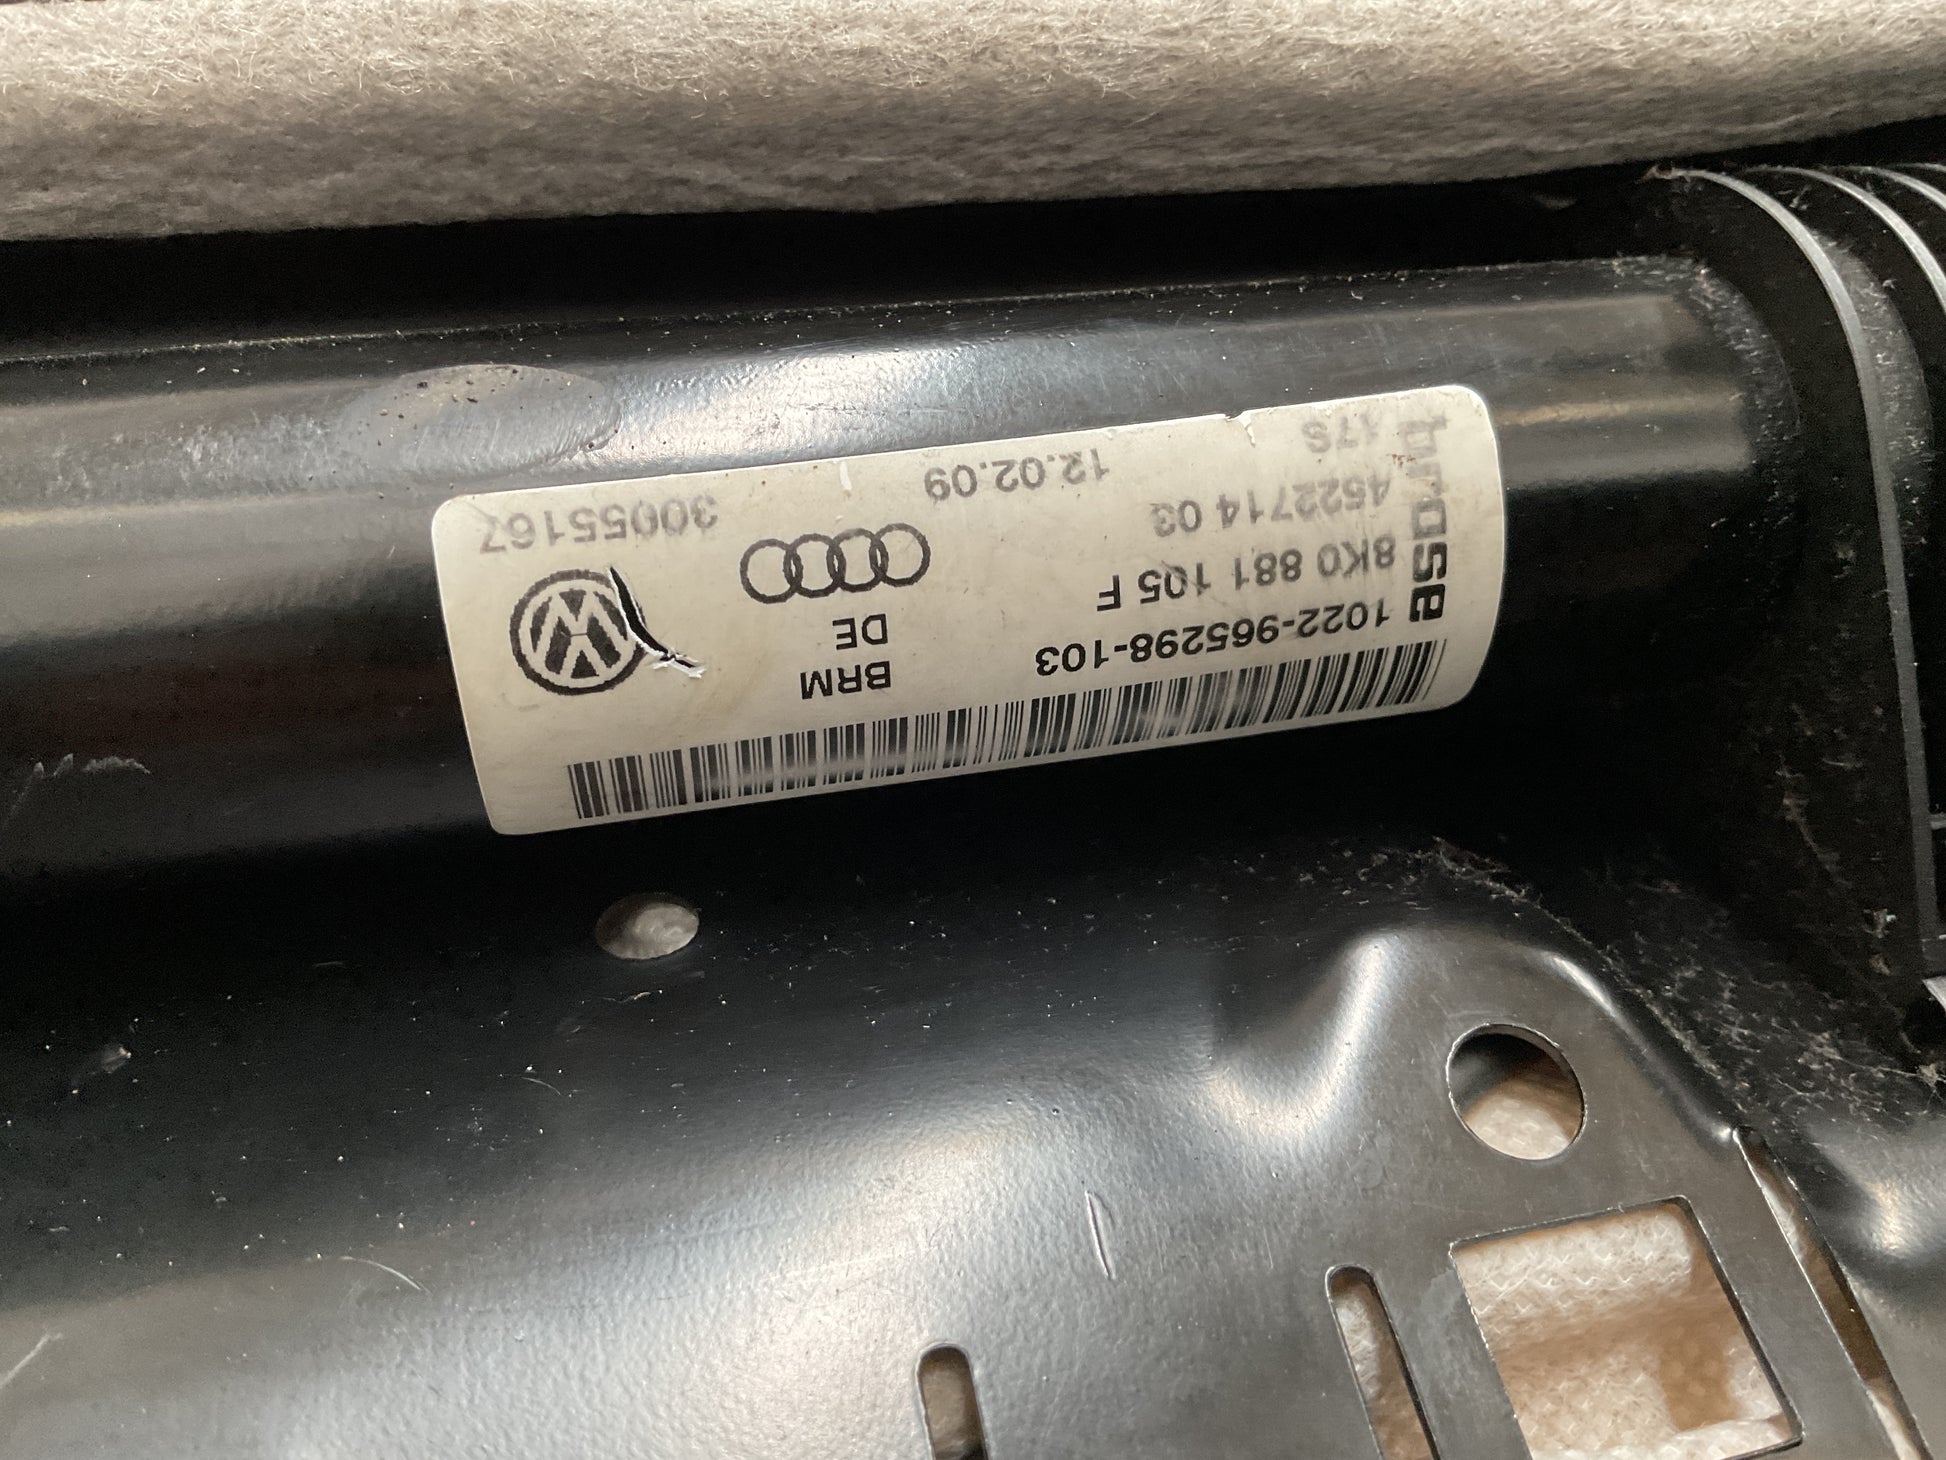 brose
1022-965298-103
8K0 881 105 F
4522714 03
17S
12.02.09
BRM
DE
30055167